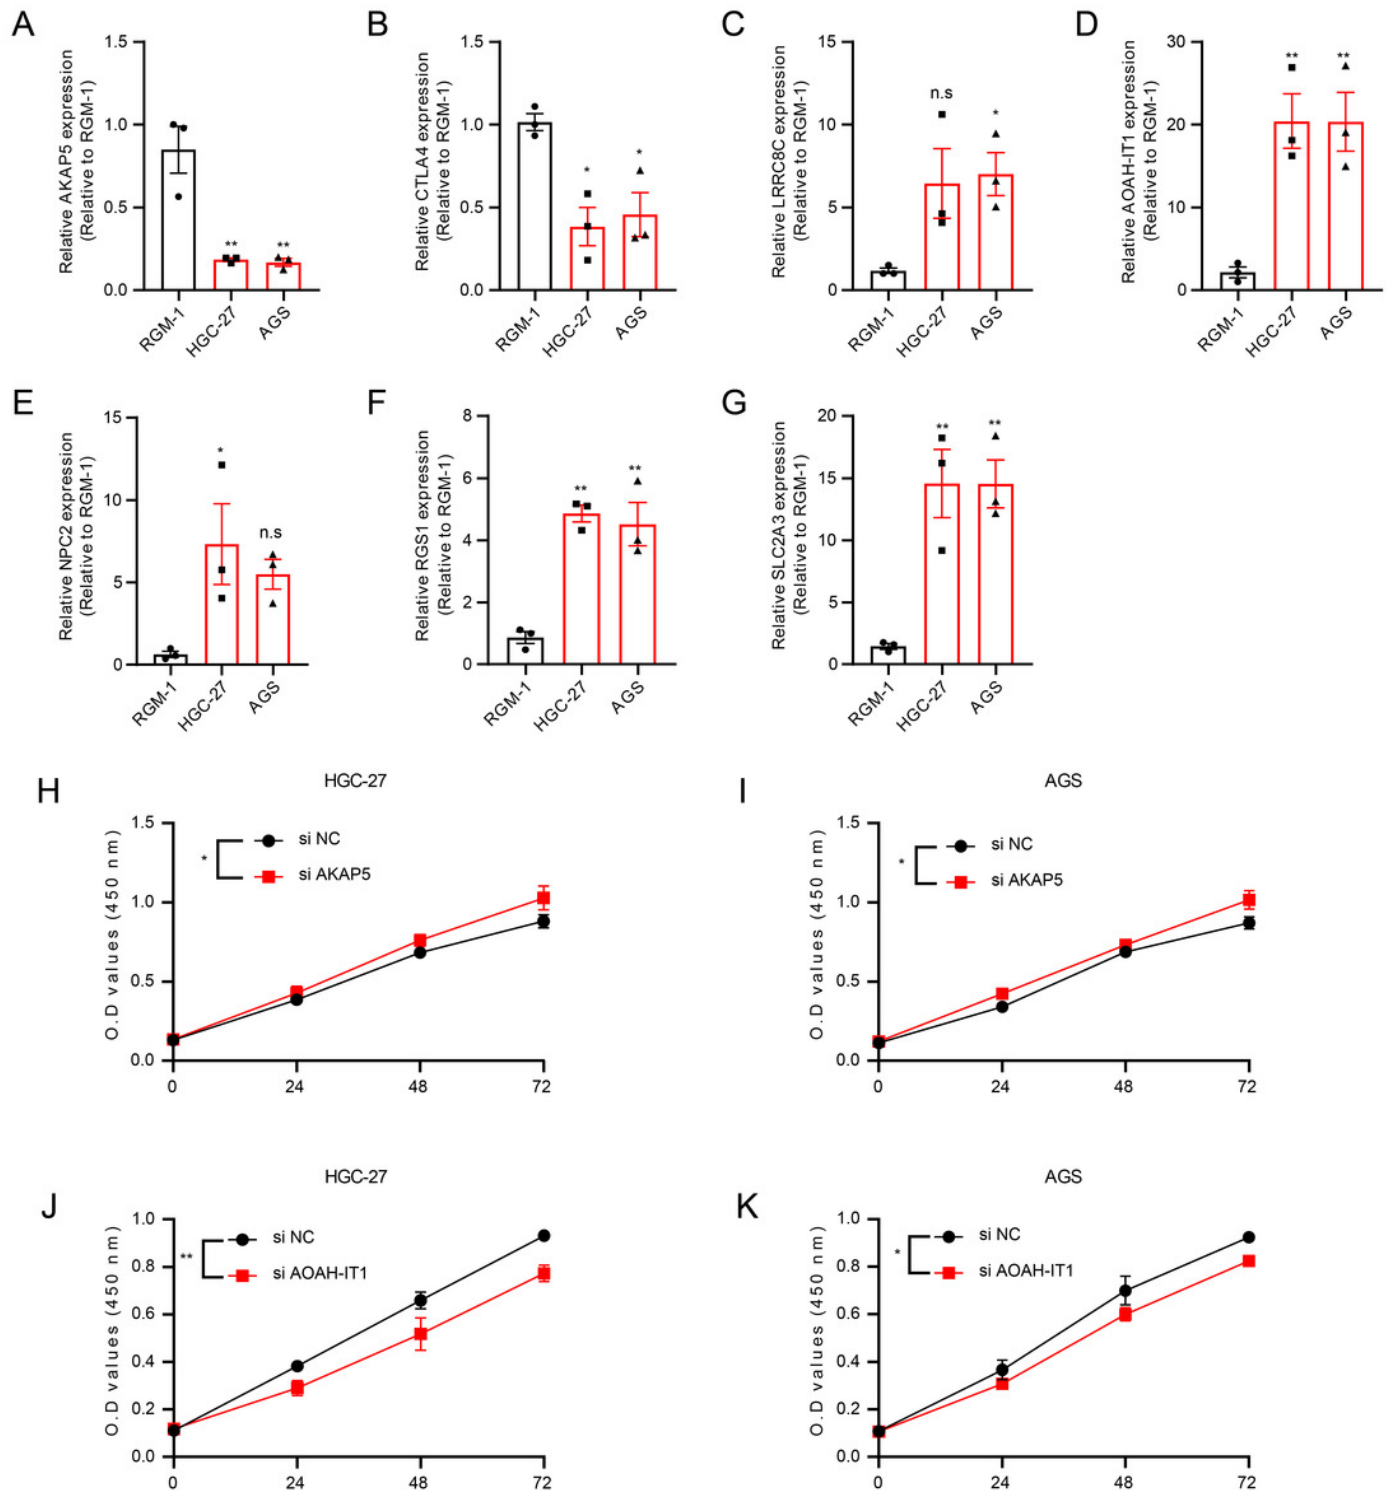 A
Relative AKAP5 expression
(Relative to RGM-1)
1.5
1.0
0.5
0.0
**
**
RGM-1
HGC-27
AGS
B
Relative CTLA4 expression
(Relative to RGM-1)
1.5
1.0
0.5
0.0
*
*
RGM-1
HGC-27
AGS
C
Relative LRRC8C expression
(Relative to RGM-1)
15
10
5
0
n.s
*
RGM-1
HGC-27
AGS
D
Relative AOAH-IT1 expression
(Relative to RGM-1)
30
20
10
0
**
**
RGM-1
HGC-27
AGS
E
Relative NPC2 expression
(Relative to RGM-1)
15
10
5
0
*
n.s
RGM-1
HGC-27
AGS
F
Relative RGS1 expression
(Relative to RGM-1)
8
6
4
2
0
**
**
RGM-1
HGC-27
AGS
G
Relative SLC2A3 expression
(Relative to RGM-1)
20
15
10
5
0
**
**
RGM-1
HGC-27
AGS
H
HGC-27
O.D values (450 nm)
1.5
1.0
0.5
0.0
*
si NC
si AKAP5
0 24 48 72
I
AGS
O.D values (450 nm)
1.5
1.0
0.5
0.0
*
si NC
si AKAP5
0 24 48 72
J
HGC-27
O.D values (450 nm)
1.0
0.8
0.6
0.4
0.2
0.0
**
si NC
si AOAH-IT1
0 24 48 72
K
AGS
O.D values (450 nm)
1.0
0.8
0.6
0.4
0.2
0.0
*
si NC
si AOAH-IT1
0 24 48 72